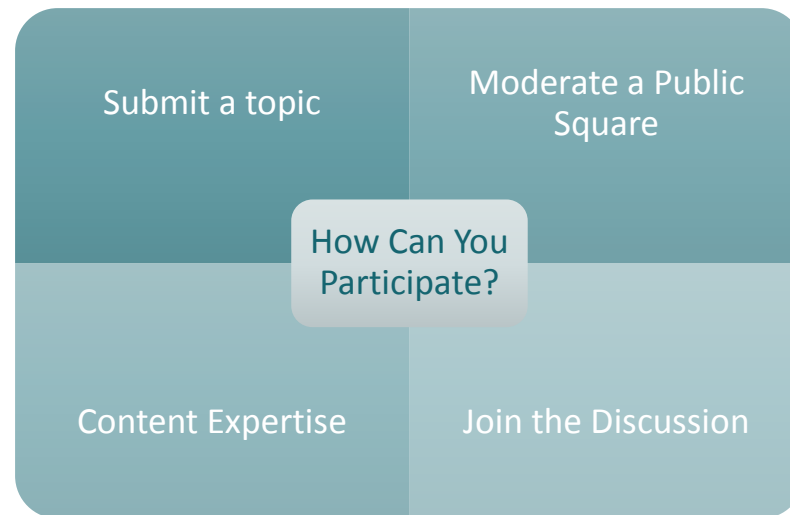 Submit a topic
Moderate a Public
Square
How Can You
Participate?
Content Expertise
Join the Discussion